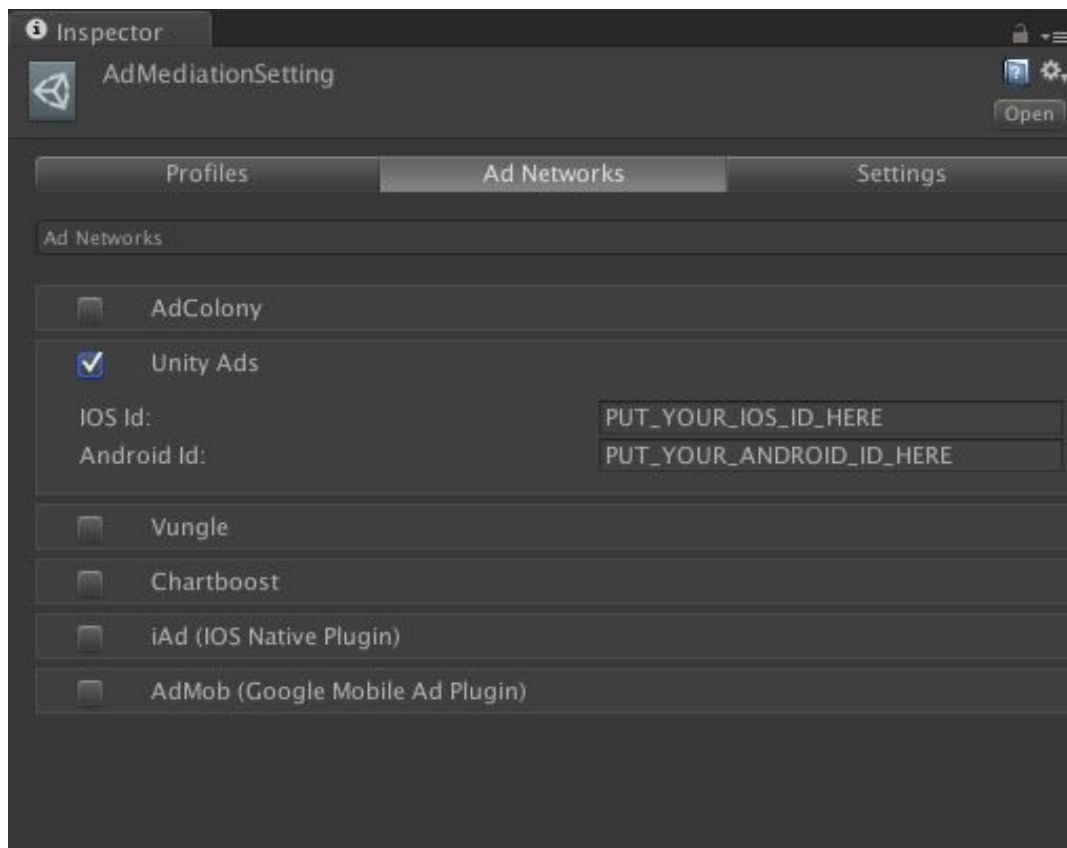 Inspector
AdMediationSetting
Open
Profiles Ad Networks Settings
Ad Networks
AdColony
Unity Ads
IOS Id: PUT_YOUR_IOS_ID_HERE
Android Id: PUT_YOUR_ANDROID_ID_HERE
Vungle
Chartboost
iAd (IOS Native Plugin)
AdMob (Google Mobile Ad Plugin)